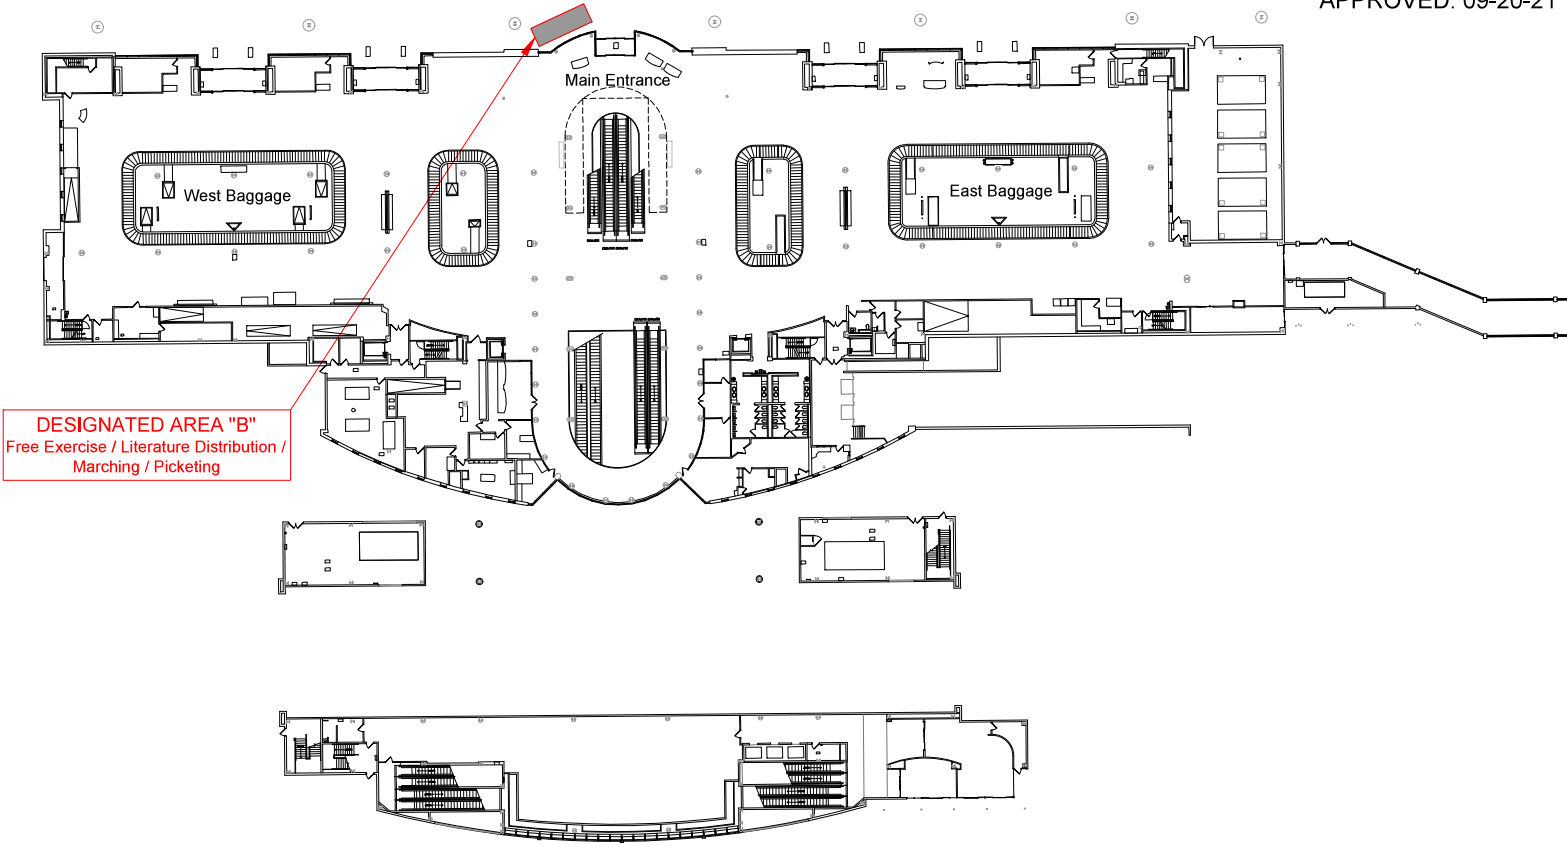 APPROVED: 09-20-21
Main Entrance
West Baggage
East Baggage
DESIGNATED AREA "B"
Free Exercise / Literature Distribution /
Marching / Picketing